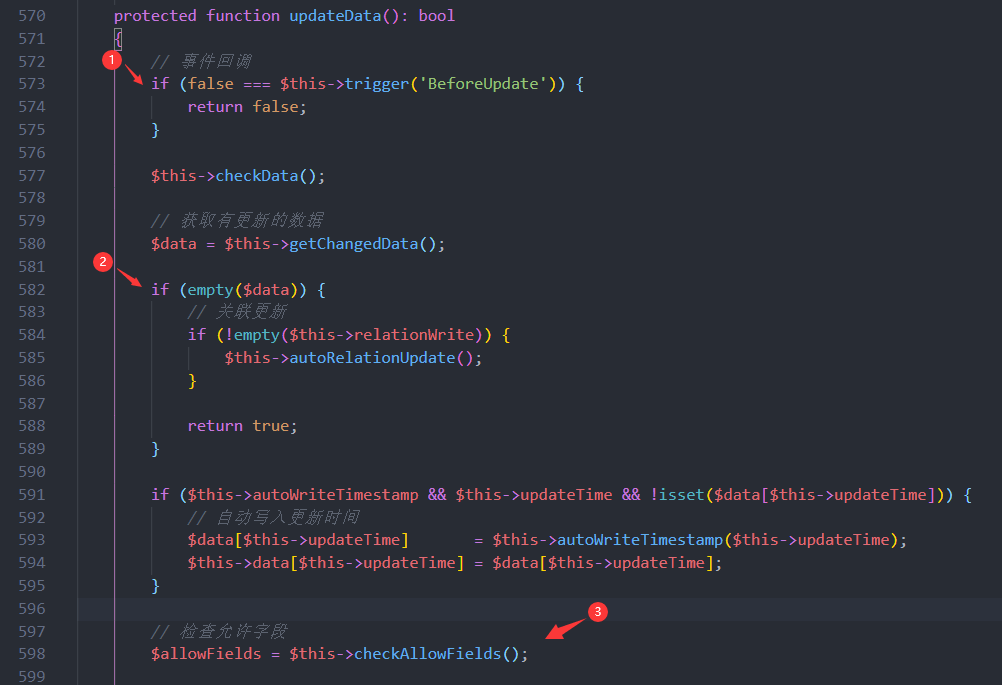 570 protected function updateData(): bool
571 {
572 // 事件回调
573 if (false === $this->trigger('BeforeUpdate')) {
574 return false;
575 }
576
577 $this->checkData();
578
579 // 获取有更新的数据
580 $data = $this->getChangedData();
581
582 if (empty($data)) {
583 // 关联更新
584 if (!empty($this->relationWrite)) {
585 $this->autoRelationUpdate();
586 }
587
588 return true;
589 }
590
591 if ($this->autoWriteTimestamp && $this->updateTime && !isset($data[$this->updateTime])) {
592 // 自动写入更新时间
593 $data[$this->updateTime] = $this->autoWriteTimestamp($this->updateTime);
594 $this->data[$this->updateTime] = $data[$this->updateTime];
595 }
596
597 // 检查允许字段
598 $allowFields = $this->checkAllowFields();
599
1
2
3